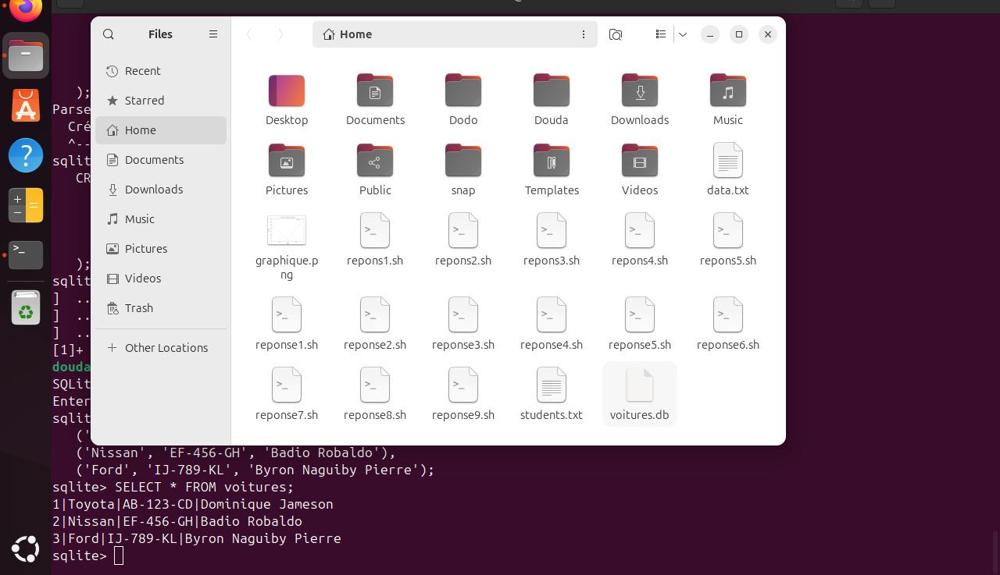 Files
Home
Recent
Starred
Home
Documents
Downloads
Music
Pictures
Videos
Trash
Other Locations
Desktop
Documents
Dodo
Douda
Downloads
Music
Pictures
Public
snap
Templates
Videos
data.txt
graphique.p
ng
repons1.sh
repons2.sh
repons3.sh
repons4.sh
repons5.sh
reponse1.sh
reponse2.sh
reponse3.sh
reponse4.sh
reponse5.sh
reponse6.sh
reponse7.sh
reponse8.sh
reponse9.sh
students.txt
voitures.db
);
Parse
Cré
^--
sqlit
CR
);
sqlit
] ..
] ..
] ..
[1]+
douda
SQLit
Enter
sqlit
('
('Nissan', 'EF-456-GH', 'Badio Robaldo'),
('Ford', 'IJ-789-KL', 'Byron Naguiby Pierre');
sqlite> SELECT * FROM voitures;
1|Toyota|AB-123-CD|Dominique Jameson
2|Nissan|EF-456-GH|Badio Robaldo
3|Ford|IJ-789-KL|Byron Naguiby Pierre
sqlite>